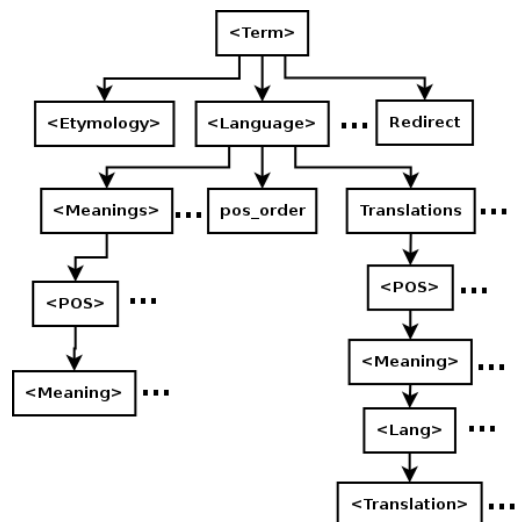 <Term>
<Etymology> <Language> ... Redirect
<Meanings> ... pos_order Translations ...
<POS> ... <POS> ...
<Meaning> ... <Meaning> ...
<Lang> ...
<Translation> ...